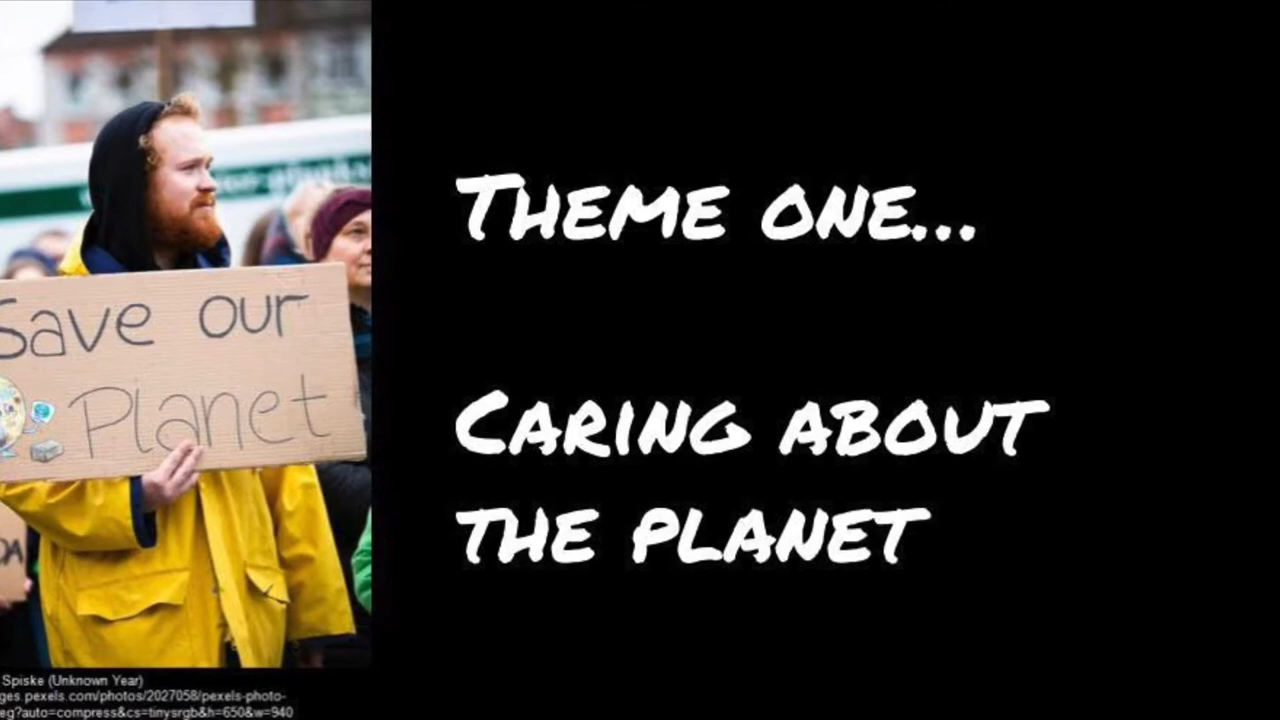 Save our
Planet
DA
THEME ONE...
CARING ABOUT
THE PLANET
Spiske (Unknown Year)
ges.pexels.com/photos/2027058/pexels-photo-
eg?auto=compress&cs=tinysrgb&h=650&w=940